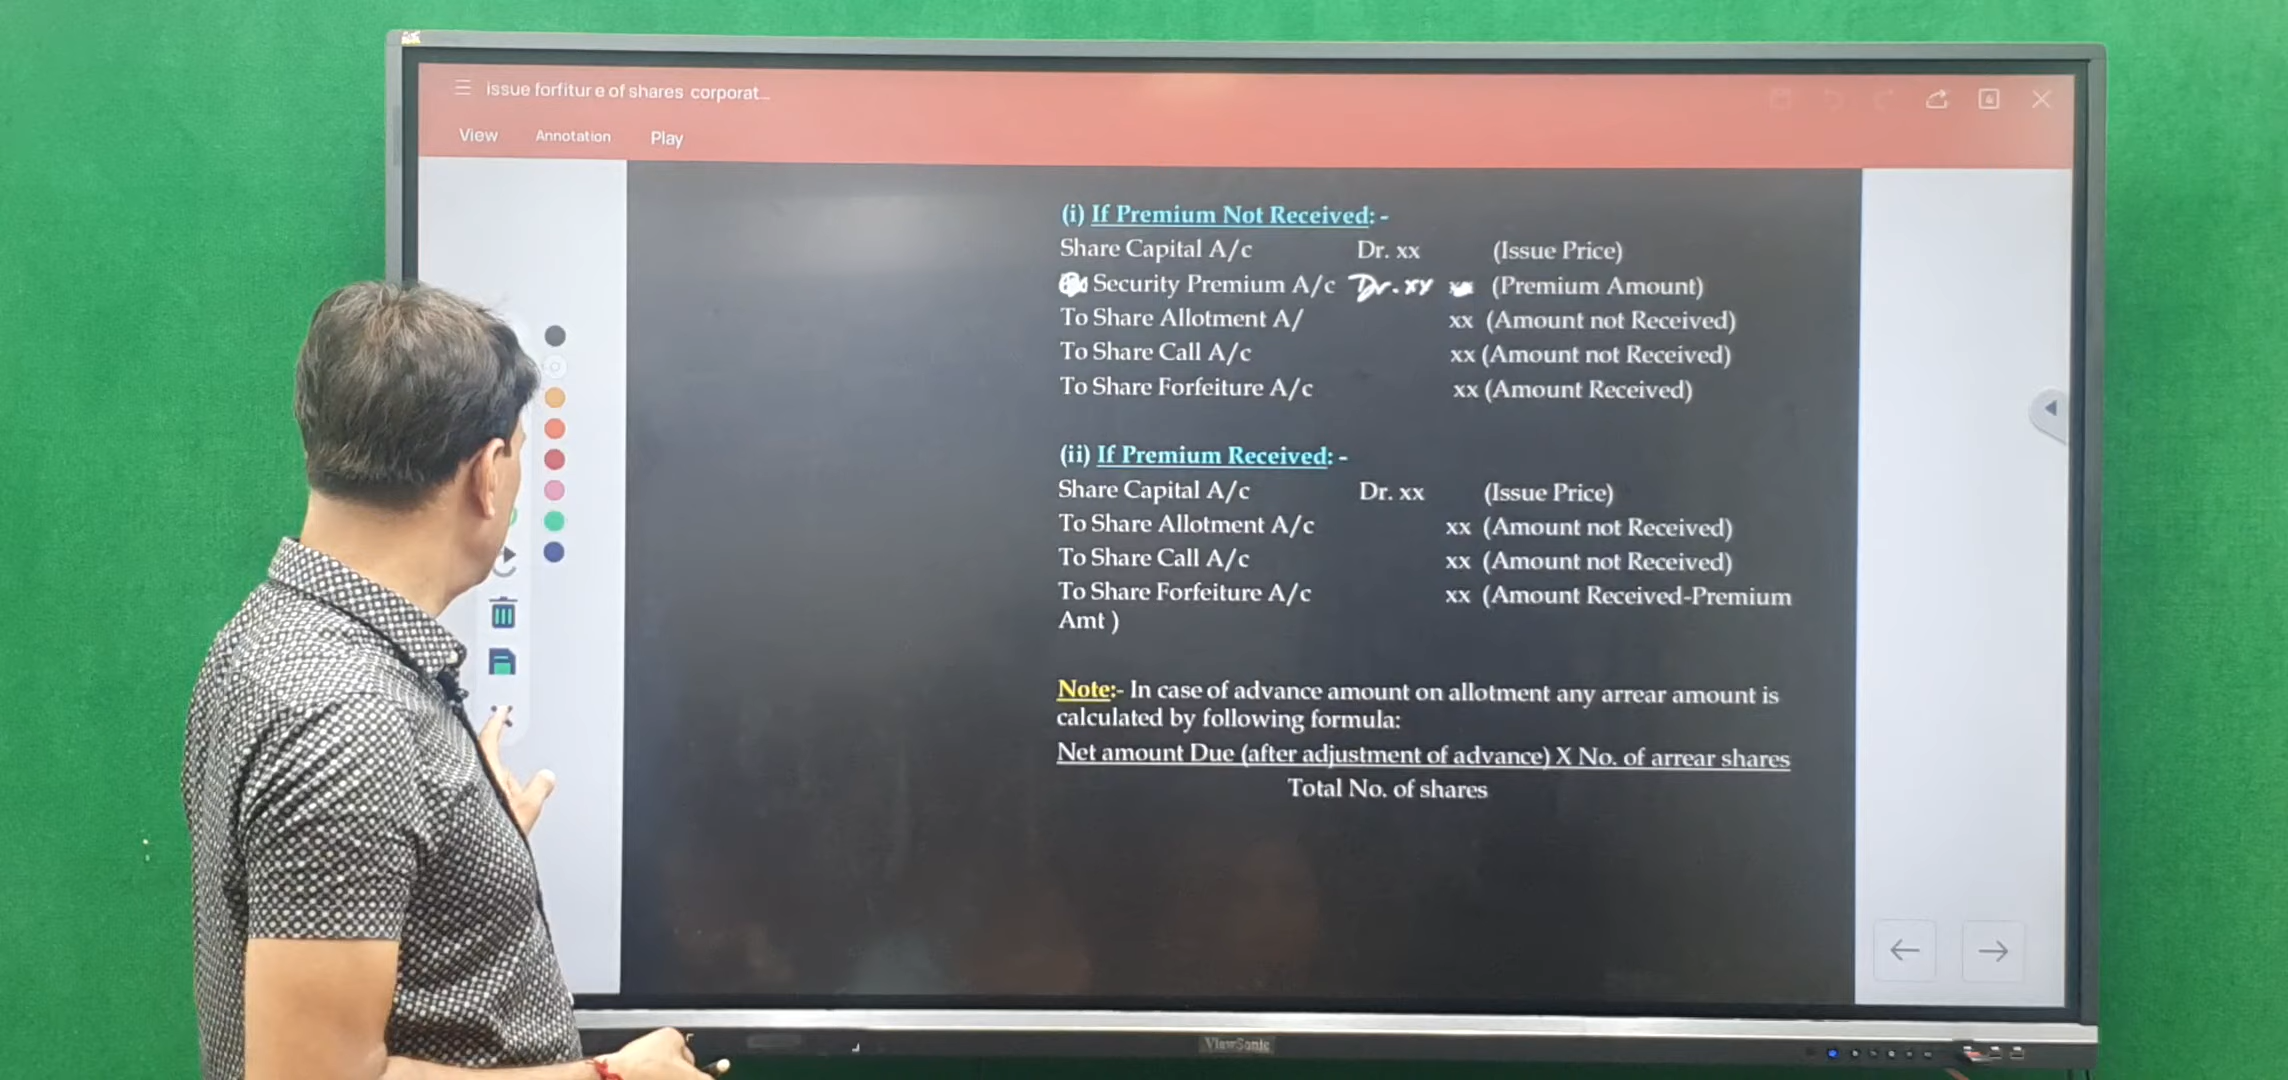 issue forfiture of shares corporat...
View Annotation Play
(i) If Premium Not Received: -
Share Capital A/c Dr. xx (Issue Price)
Security Premium A/c Dr. xx (Premium Amount)
To Share Allotment A/ xx (Amount not Received)
To Share Call A/c xx (Amount not Received)
To Share Forfeiture A/c xx (Amount Received)
(ii) If Premium Received: -
Share Capital A/c Dr. xx (Issue Price)
To Share Allotment A/c xx (Amount not Received)
To Share Call A/c xx (Amount not Received)
To Share Forfeiture A/c xx (Amount Received-Premium
Amt )
Note:- In case of advance amount on allotment any arrear amount is
calculated by following formula:
Net amount Due (after adjustment of advance) X No. of arrear shares
Total No. of shares
ViewSonic